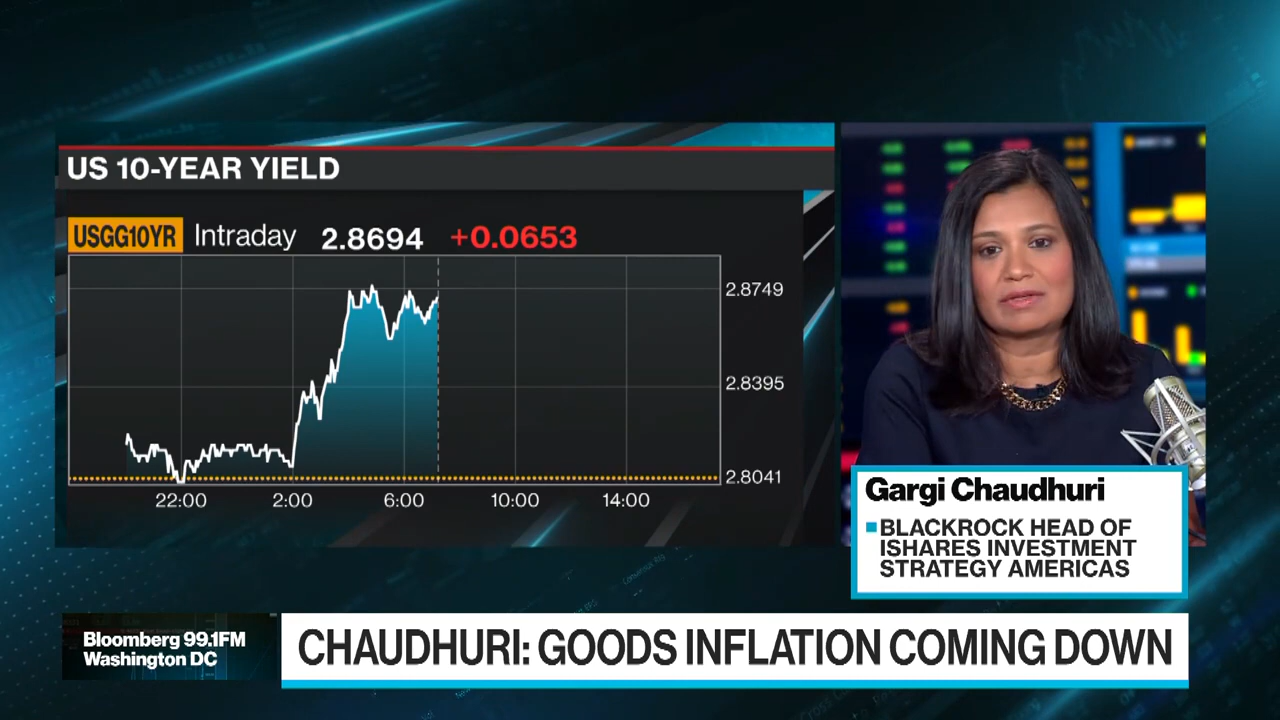 US 10-YEAR YIELD
USGG10YR Intraday 2.8694 +0.0653
2.8749
2.8395
2.8041
22:00 2:00 6:00 10:00 14:00
Gargi Chaudhuri
BLACKROCK HEAD OF
ISHARES INVESTMENT
STRATEGY AMERICAS
Bloomberg 99.1FM
Washington DC
CHAUDHURI: GOODS INFLATION COMING DOWN